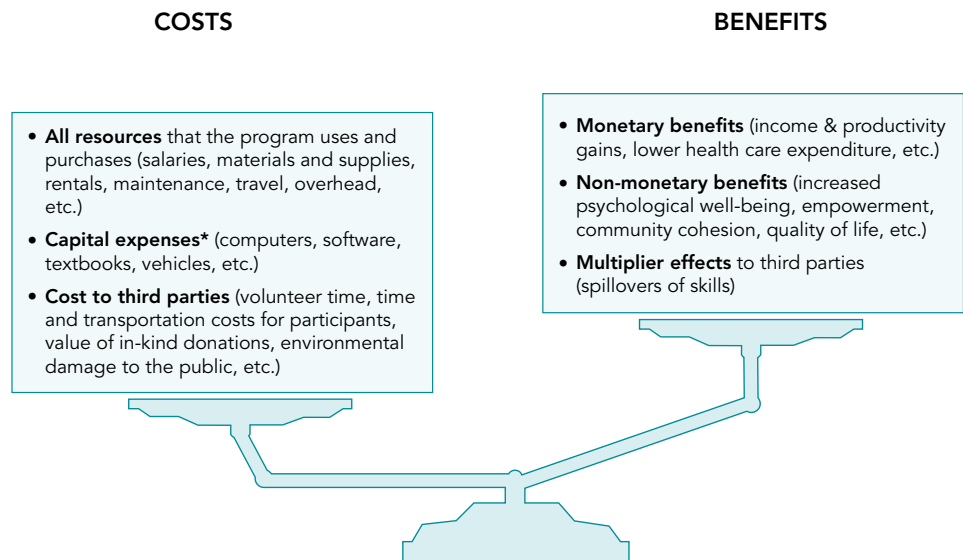 COSTS
BENEFITS
• All resources that the program uses and
purchases (salaries, materials and supplies,
rentals, maintenance, travel, overhead,
etc.)
• Capital expenses* (computers, software,
textbooks, vehicles, etc.)
• Cost to third parties (volunteer time, time
and transportation costs for participants,
value of in-kind donations, environmental
damage to the public, etc.)
• Monetary benefits (income & productivity
gains, lower health care expenditure, etc.)
• Non-monetary benefits (increased
psychological well-being, empowerment,
community cohesion, quality of life, etc.)
• Multiplier effects to third parties
(spillovers of skills)